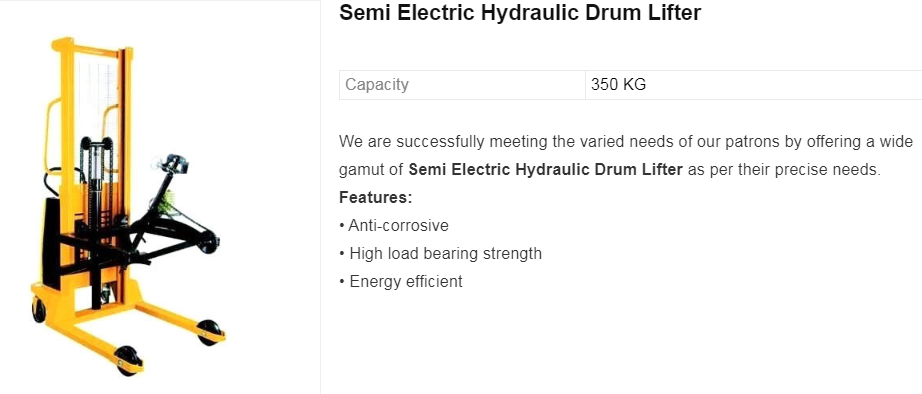 Semi Electric Hydraulic Drum Lifter
Capacity 350 KG
We are successfully meeting the varied needs of our patrons by offering a wide
gamut of Semi Electric Hydraulic Drum Lifter as per their precise needs.
Features:
• Anti-corrosive
• High load bearing strength
• Energy efficient